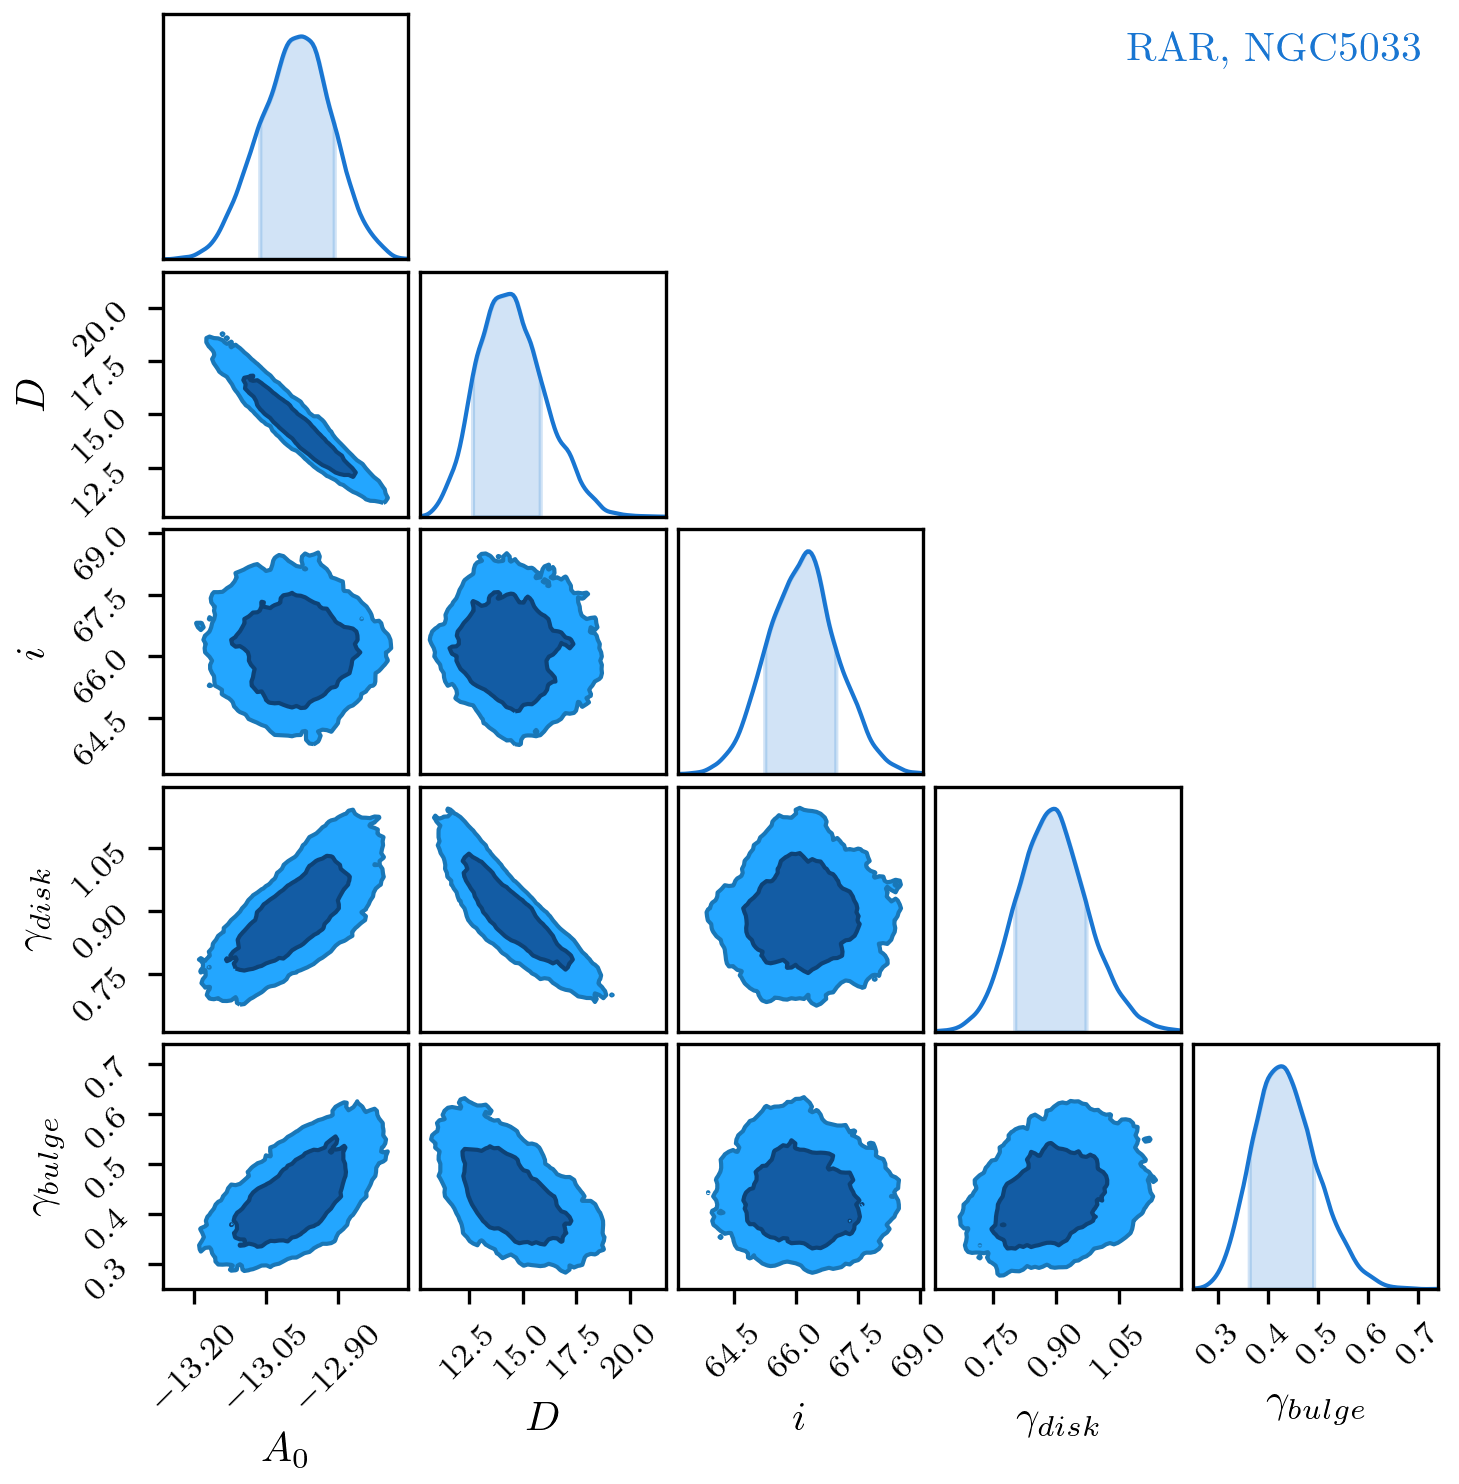 RAR, NGC5033
D
20.0
17.5
15.0
12.5
i
69.0
67.5
66.0
64.5
γdisk
1.05
0.90
0.75
γbulge
0.7
0.6
0.5
0.4
0.3
−13.20 −13.05 −12.90
12.5 15.0 17.5 20.0
64.5 66.0 67.5 69.0
0.75 0.90 1.05
0.3 0.4 0.5 0.6 0.7
A0
D
i
γdisk
γbulge